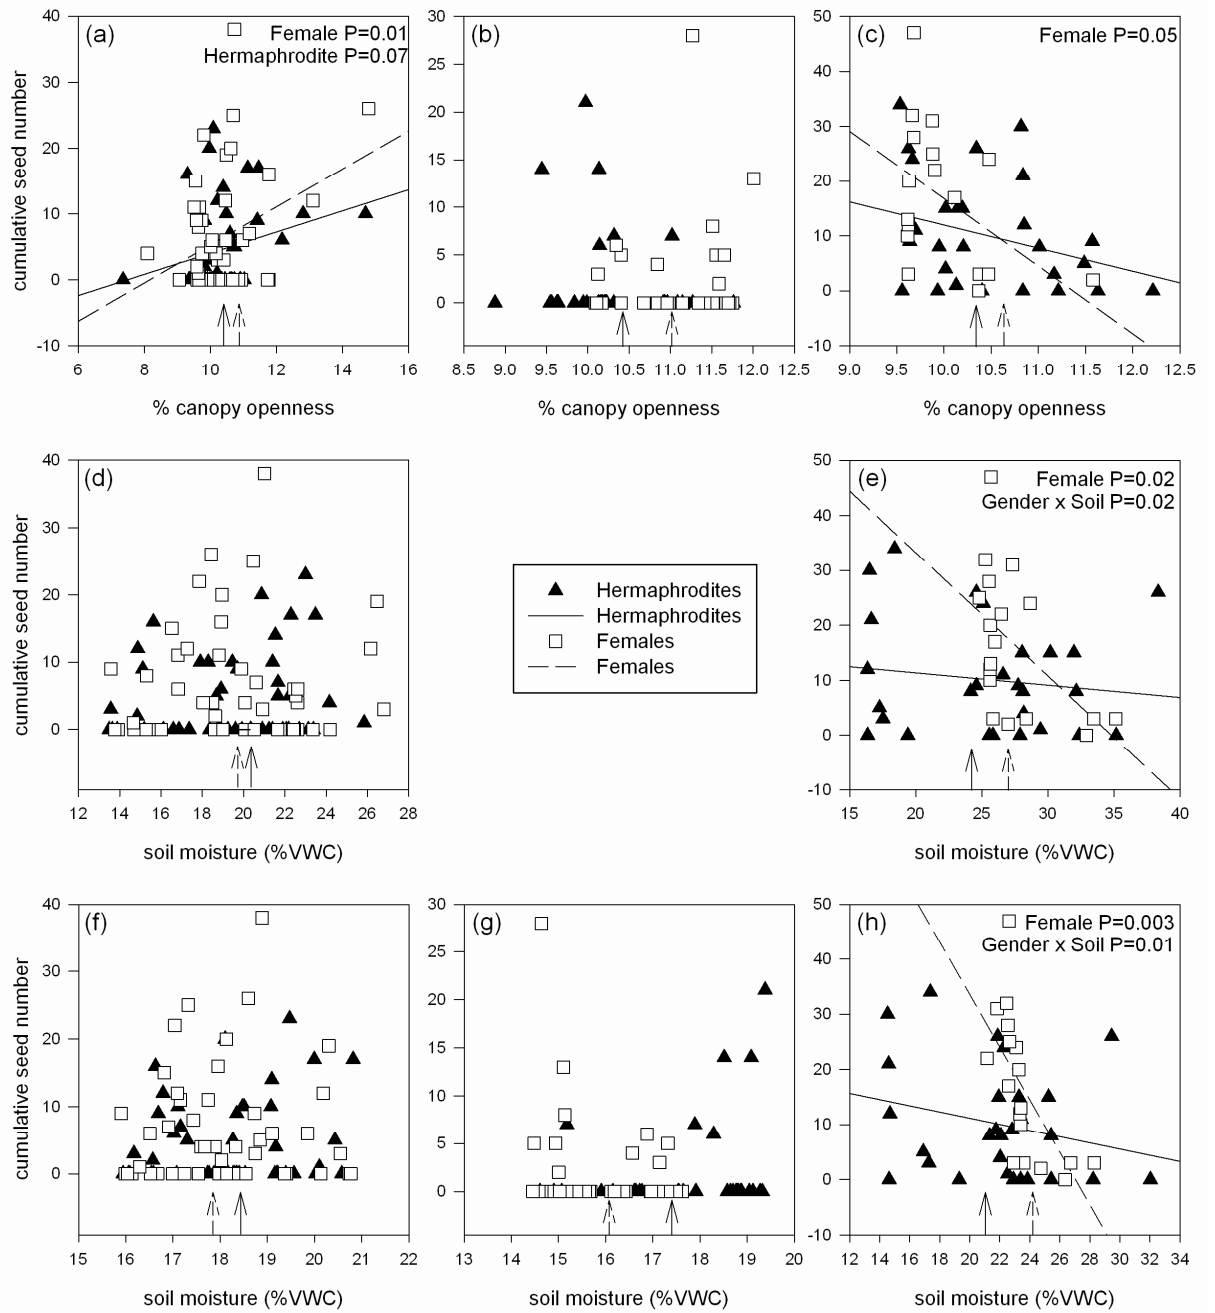 (a)
Female P=0.01
Hermaphrodite P=0.07
40
30
20
10
0
-10
6 8 10 12 14 16
cumulative seed number
% canopy openness
(b)
30
25
20
15
10
5
0
8.5 9.0 9.5 10.0 10.5 11.0 11.5 12.0 12.5
% canopy openness
(c)
Female P=0.05
50
40
30
20
10
0
-10
9.0 9.5 10.0 10.5 11.0 11.5 12.0 12.5
% canopy openness
(d)
40
30
20
10
0
12 14 16 18 20 22 24 26 28
cumulative seed number
soil moisture (%VWC)
Hermaphrodites
Hermaphrodites
Females
Females
(e)
Female P=0.02
Gender x Soil P=0.02
50
40
30
20
10
0
-10
15 20 25 30 35 40
soil moisture (%VWC)
(f)
40
30
20
10
0
15 16 17 18 19 20 21 22
cumulative seed number
soil moisture (%VWC)
(g)
30
25
20
15
10
5
0
13 14 15 16 17 18 19 20
soil moisture (%VWC)
(h)
Female P=0.003
Gender x Soil P=0.01
50
40
30
20
10
0
-10
12 14 16 18 20 22 24 26 28 30 32 34
soil moisture (%VWC)